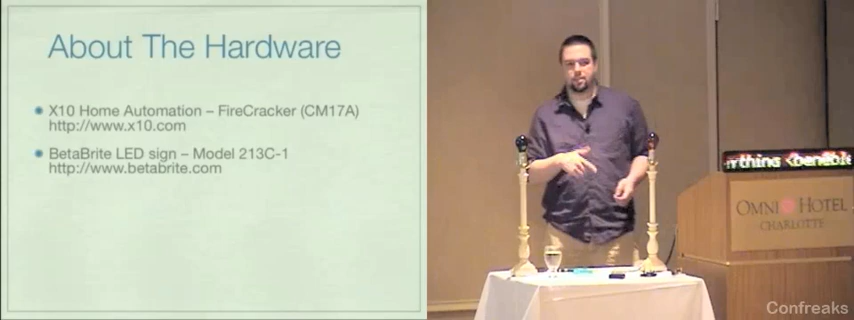 About The Hardware
X10 Home Automation – FireCracker (CM17A)
http://www.x10.com
BetaBrite LED sign – Model 213C-1
http://www.betabrite.com
OMNI HOTEL
CHARLOTTE
Confreaks